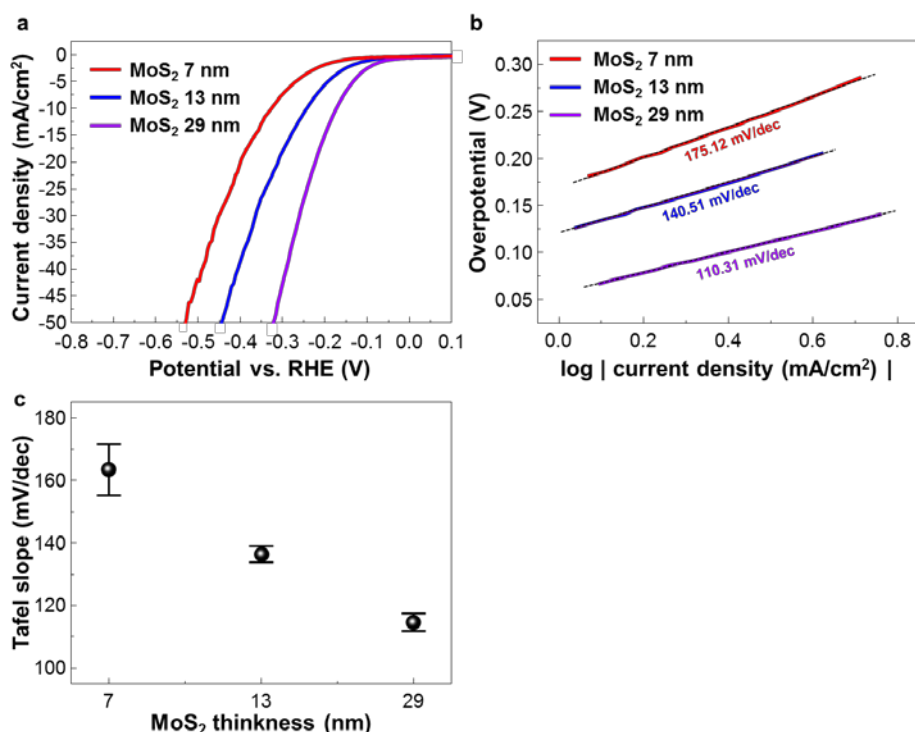 a
0
-5
-10
-15
-20
-25
-30
-35
-40
-45
-50
Current density (mA/cm²)
MoS₂ 7 nm
MoS₂ 13 nm
MoS₂ 29 nm
-0.8 -0.7 -0.6 -0.5 -0.4 -0.3 -0.2 -0.1 0.0 0.1
Potential vs. RHE (V)
b
0.30
0.25
0.20
0.15
0.10
0.05
Overpotential (V)
MoS₂ 7 nm
MoS₂ 13 nm
MoS₂ 29 nm
175.12 mV/dec
140.51 mV/dec
110.31 mV/dec
0.0 0.2 0.4 0.6 0.8
log | current density (mA/cm²) |
c
180
160
140
120
100
Tafel slope (mV/dec)
7 13 29
MoS₂ thinkness (nm)